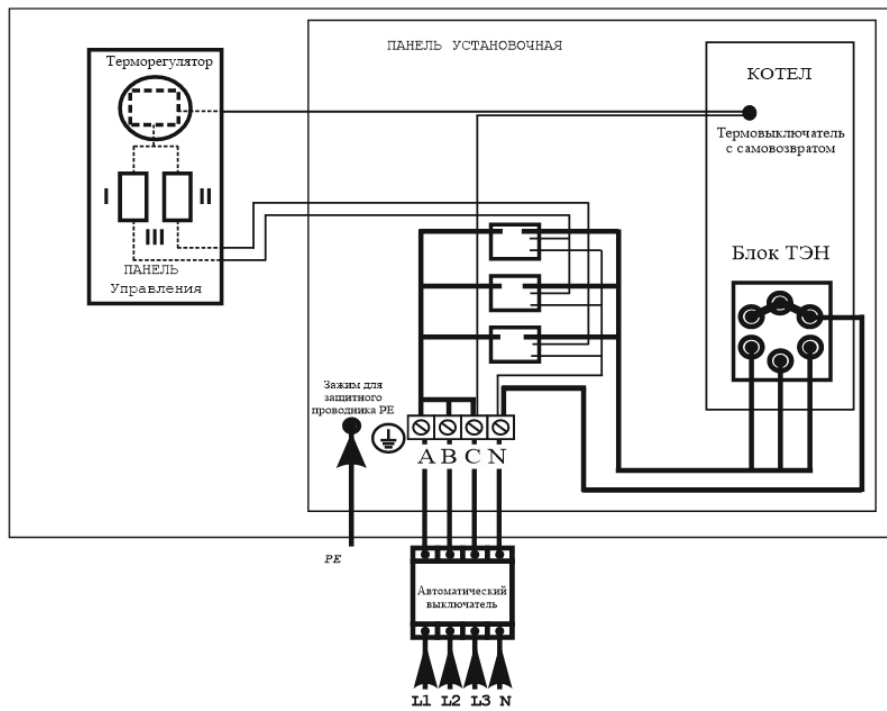 ПАНЕЛЬ УСТАНОВОЧНАЯ
Терморегулятор
I
II
III
ПАНЕЛЬ
Управления
КОТЕЛ
Термовыключатель
с самовозвратом
Блок ТЭН
Зажим для
защитного
проводника PE
A B C N
PE
Автоматический
выключатель
L1 L2 L3 N